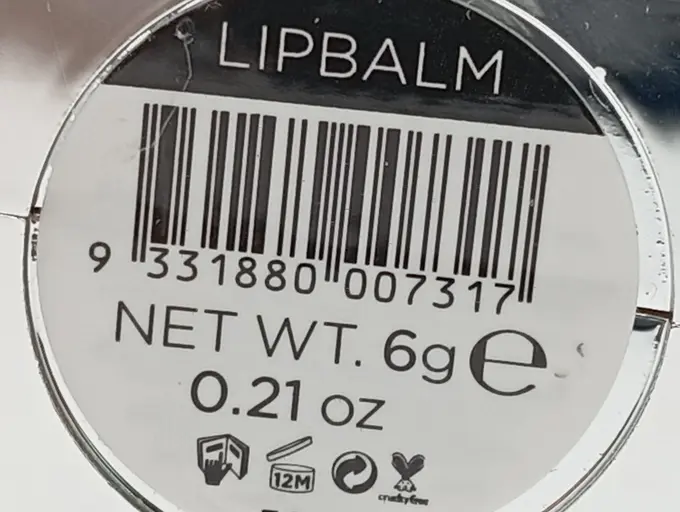 LIPBALM
9 331880 007317
NET WT. 6g e
0.21 oz
12M
crueltyfree